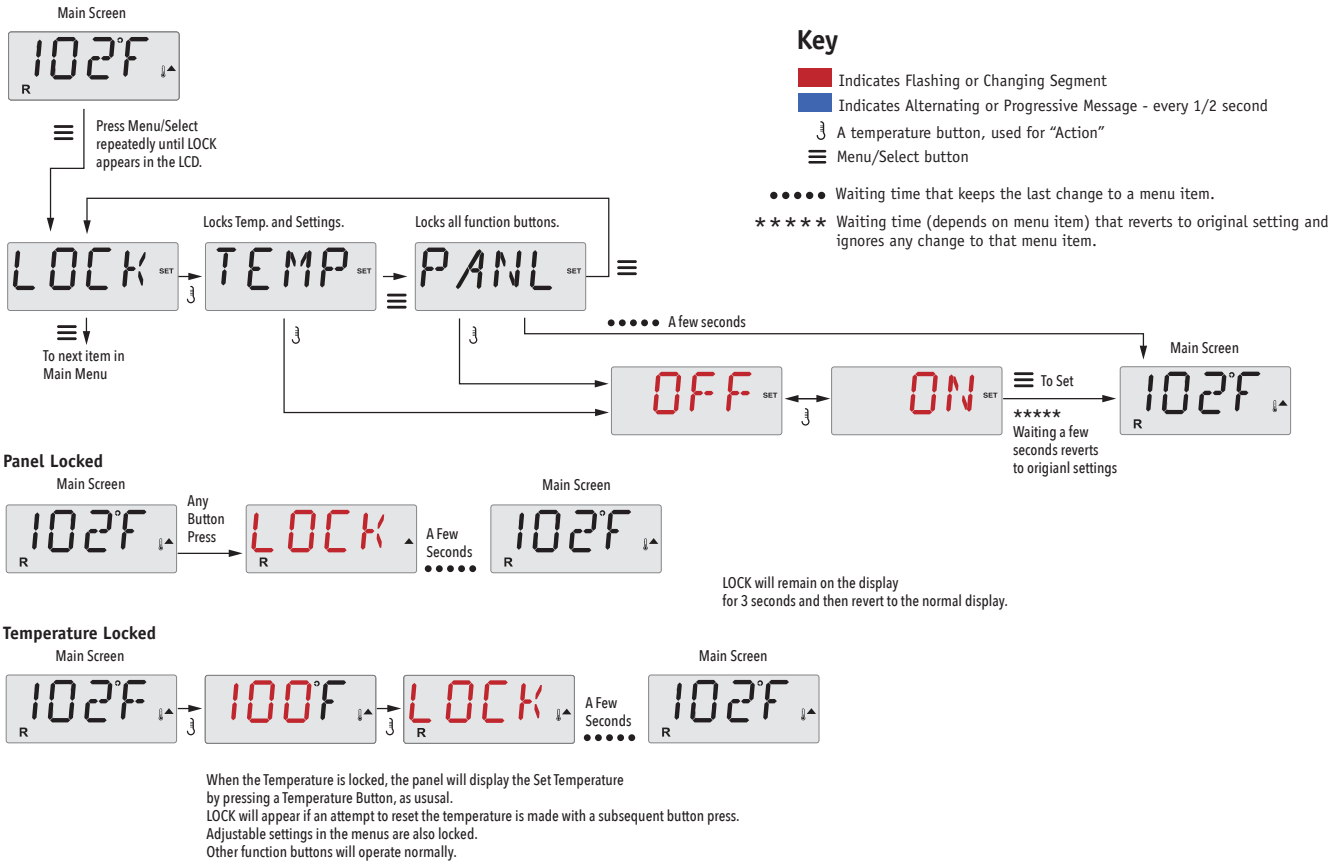 Main Screen
102°F
R
Press Menu/Select
repeatedly until LOCK
appears in the LCD.
Key
Indicates Flashing or Changing Segment
Indicates Alternating or Progressive Message - every 1/2 second
A temperature button, used for “Action”
Menu/Select button
••••• Waiting time that keeps the last change to a menu item.
***** Waiting time (depends on menu item) that reverts to original setting and
ignores any change to that menu item.
Locks Temp. and Settings.
Locks all function buttons.
LOCK SET
TEMP SET
PANL SET
To next item in
Main Menu
••••• A few seconds
OFF SET
ON SET
To Set
*****
Waiting a few
seconds reverts
to origianl settings
Main Screen
102°F
R
Panel Locked
Main Screen
102°F
R
Any
Button
Press
LOCK
R
A Few
Seconds
•••••
Main Screen
102°F
R
LOCK will remain on the display
for 3 seconds and then revert to the normal display.
Temperature Locked
Main Screen
102°F
R
100°F
LOCK
R
A Few
Seconds
•••••
Main Screen
102°F
R
When the Temperature is locked, the panel will display the Set Temperature
by pressing a Temperature Button, as ususal.
LOCK will appear if an attempt to reset the temperature is made with a subsequent button press.
Adjustable settings in the menus are also locked.
Other function buttons will operate normally.